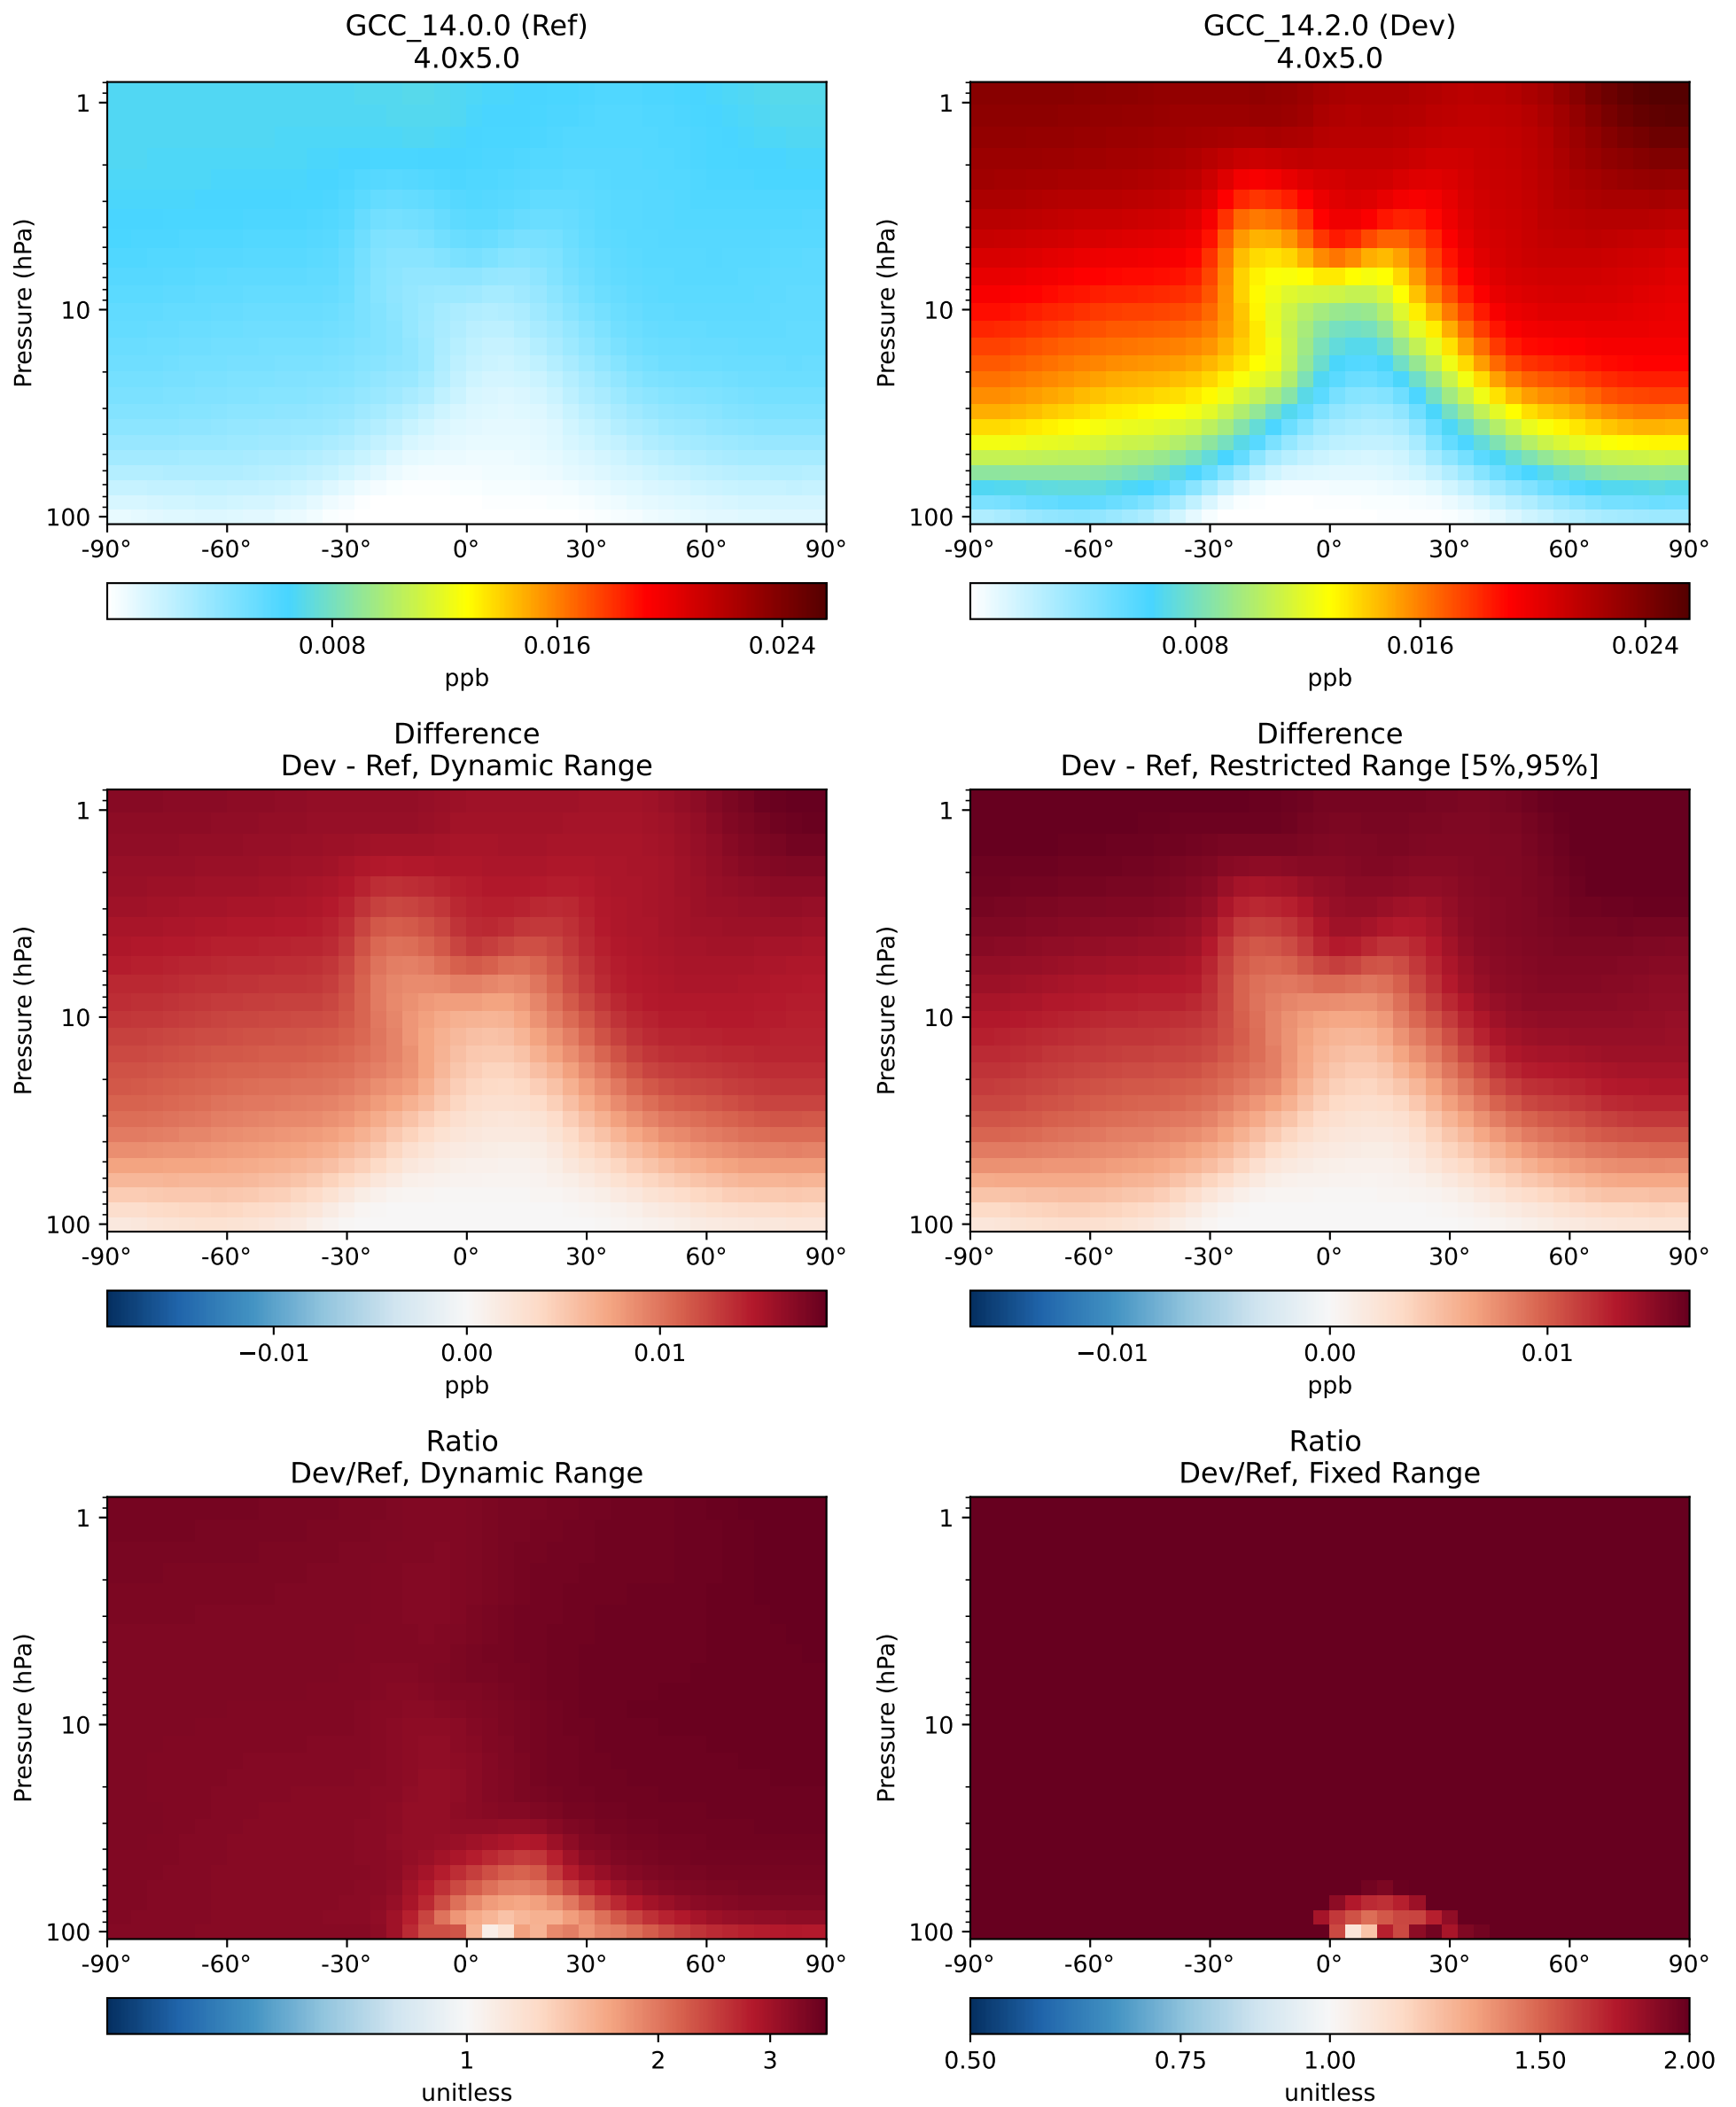 GCC_14.0.0 (Ref)
4.0x5.0
GCC_14.2.0 (Dev)
4.0x5.0
Pressure (hPa)
1
10
100
-90° -60° -30° 0° 30° 60° 90°
0.008 0.016 0.024
ppb
Pressure (hPa)
1
10
100
-90° -60° -30° 0° 30° 60° 90°
0.008 0.016 0.024
ppb
Difference
Dev - Ref, Dynamic Range
Difference
Dev - Ref, Restricted Range [5%,95%]
Pressure (hPa)
1
10
100
-90° -60° -30° 0° 30° 60° 90°
−0.01 0.00 0.01
ppb
Pressure (hPa)
1
10
100
-90° -60° -30° 0° 30° 60° 90°
−0.01 0.00 0.01
ppb
Ratio
Dev/Ref, Dynamic Range
Ratio
Dev/Ref, Fixed Range
Pressure (hPa)
1
10
100
-90° -60° -30° 0° 30° 60° 90°
1 2 3
unitless
Pressure (hPa)
1
10
100
-90° -60° -30° 0° 30° 60° 90°
0.50 0.75 1.00 1.50 2.00
unitless